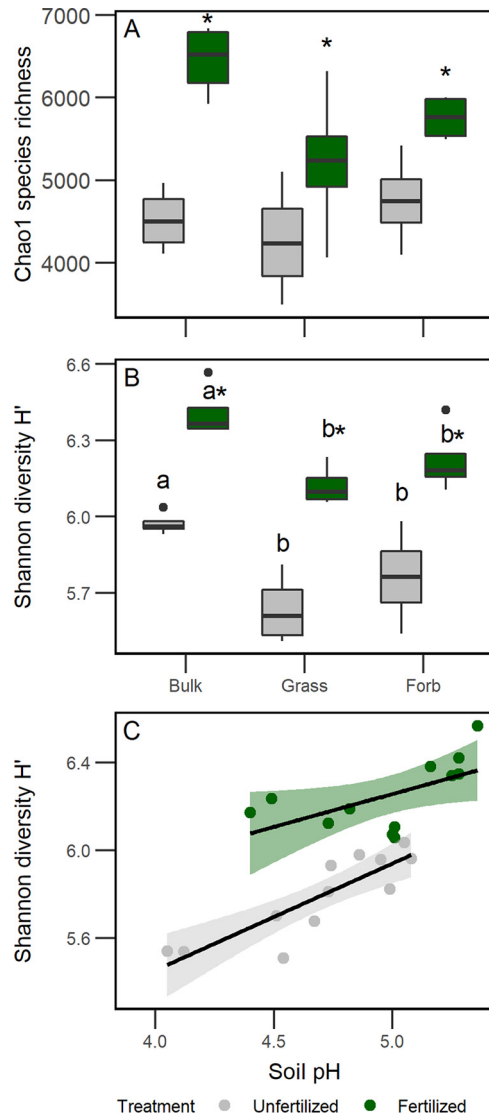 A
7000
6000
5000
4000
Chao1 species richness
*
*
*
B
6.6
6.3
6.0
5.7
Shannon diversity H'
a
a*
b
b*
b
b*
Bulk Grass Forb
C
6.4
6.0
5.6
Shannon diversity H'
4.0 4.5 5.0
Soil pH
Treatment Unfertilized Fertilized